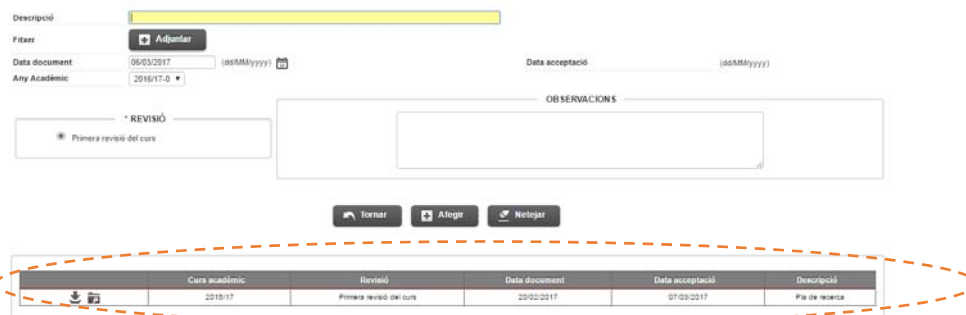 Descripció
Fitxer Adjuntar
Data document 06/03/2017 (dd/MM/yyyy) Data acceptació (dd/MM/yyyy)
Any Acadèmic 2016/17-0
OBSERVACIONS
* REVISIÓ
Primera revisió del curs
Tornar Afegir Netejar
Curs acadèmic Revisió Data document Data acceptació Descripció
2016/17 Primera revisió del curs 20/02/2017 07/03/2017 Pla de recerca